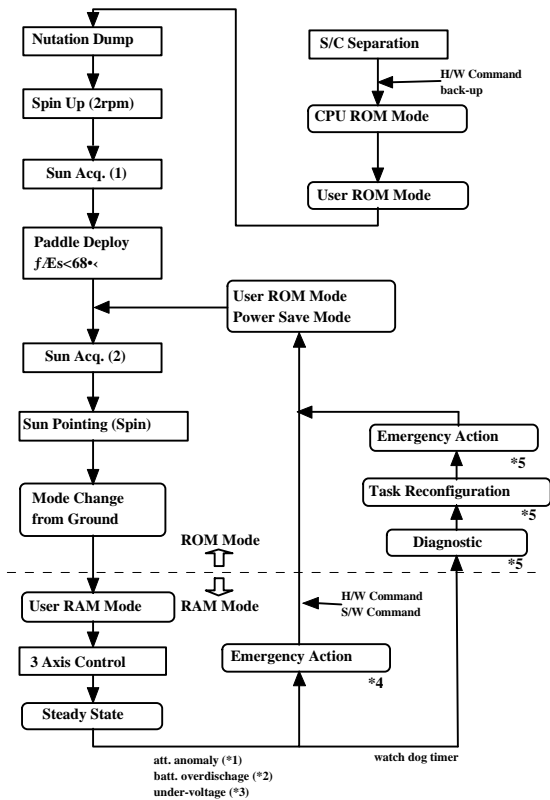 Nutation Dump
Spin Up (2rpm)
Sun Acq. (1)
Paddle Deploy
ƒÆs<68•‹
Sun Acq. (2)
Sun Pointing (Spin)
Mode Change
from Ground
S/C Separation
H/W Command
back-up
CPU ROM Mode
User ROM Mode
User ROM Mode
Power Save Mode
Emergency Action
*5
Task Reconfiguration
*5
Diagnostic
*5
ROM Mode
RAM Mode
User RAM Mode
3 Axis Control
Steady State
H/W Command
S/W Command
Emergency Action
*4
att. anomaly (*1)
batt. overdischage (*2)
under-voltage (*3)
watch dog timer